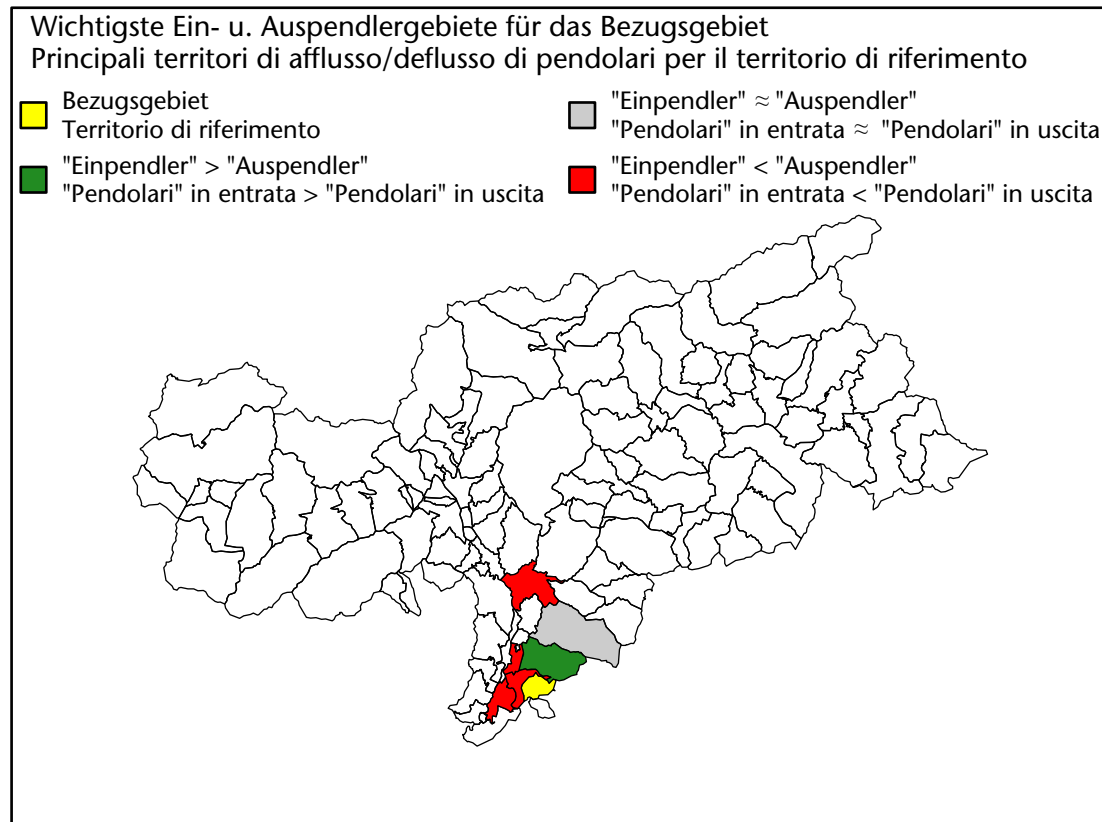 Wichtigste Ein- u. Auspendlergebiete für das Bezugsgebiet
Principali territori di afflusso/deflusso di pendolari per il territorio di riferimento
Bezugsgebiet
Territorio di riferimento
"Einpendler" > "Auspendler"
"Pendolari" in entrata > "Pendolari" in uscita
"Einpendler" ≈ "Auspendler"
"Pendolari" in entrata ≈ "Pendolari" in uscita
"Einpendler" < "Auspendler"
"Pendolari" in entrata < "Pendolari" in uscita